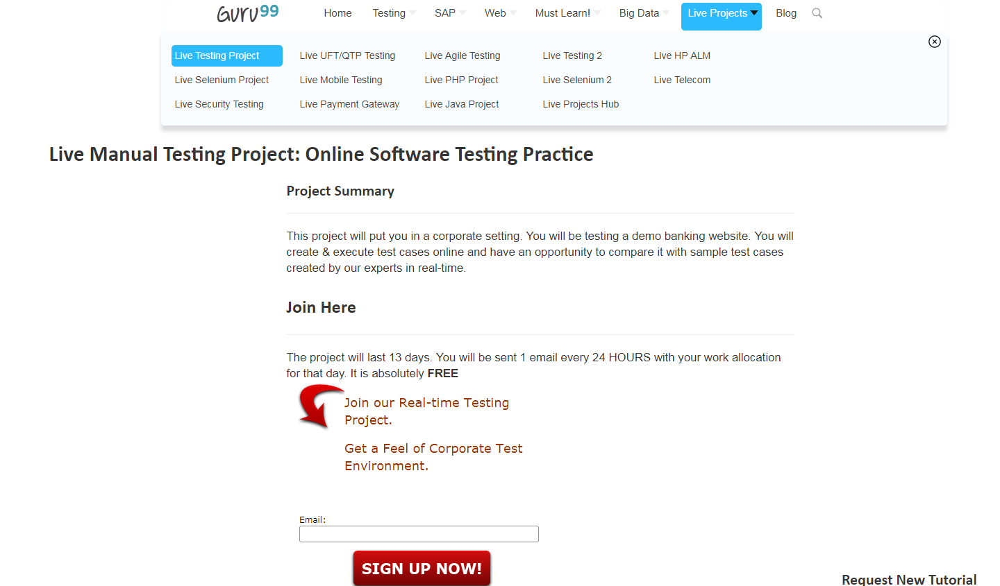 Guru99
Home Testing SAP Web Must Learn! Big Data Live Projects Blog
Live Testing Project Live UFT/QTP Testing Live Agile Testing Live Testing 2 Live HP ALM
Live Selenium Project Live Mobile Testing Live PHP Project Live Selenium 2 Live Telecom
Live Security Testing Live Payment Gateway Live Java Project Live Projects Hub
Live Manual Testing Project: Online Software Testing Practice
Project Summary
This project will put you in a corporate setting. You will be testing a demo banking website. You will
create & execute test cases online and have an opportunity to compare it with sample test cases
created by our experts in real-time.
Join Here
The project will last 13 days. You will be sent 1 email every 24 HOURS with your work allocation
for that day. It is absolutely FREE
Join our Real-time Testing
Project.
Get a Feel of Corporate Test
Environment.
Email:
SIGN UP NOW!
Request New Tutorial